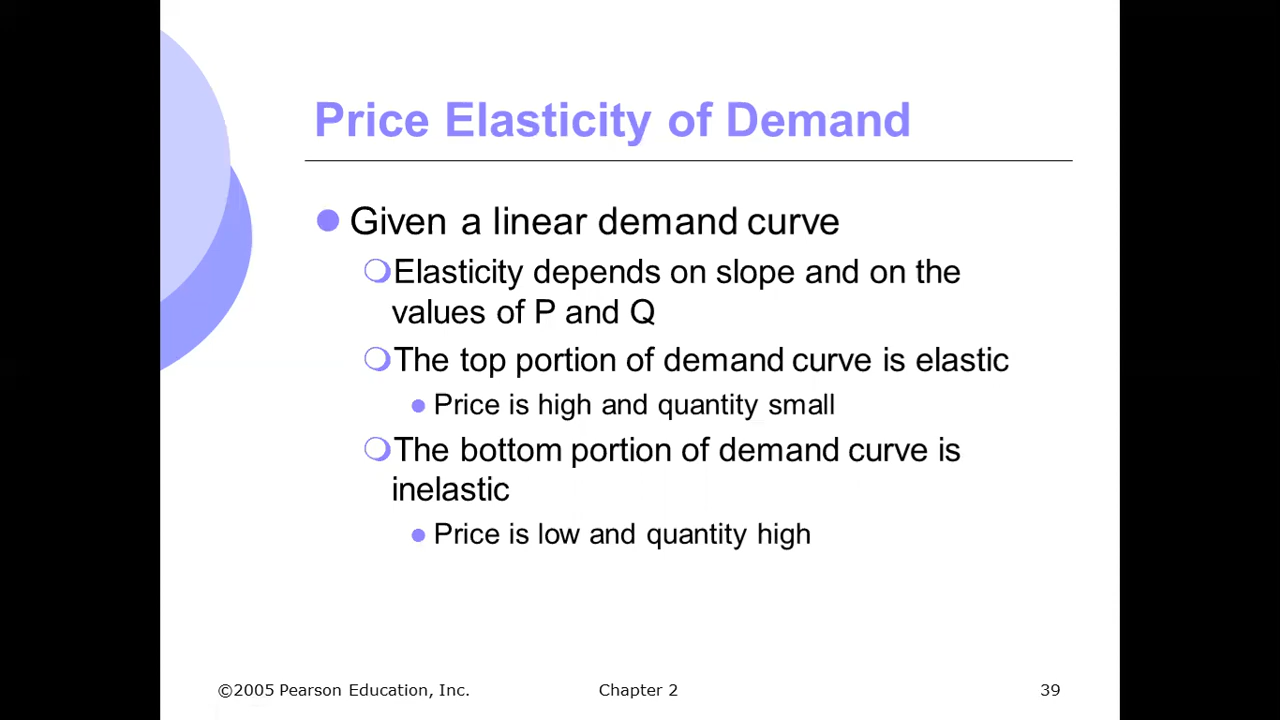 Price Elasticity of Demand
Given a linear demand curve
Elasticity depends on slope and on the
values of P and Q
The top portion of demand curve is elastic
Price is high and quantity small
The bottom portion of demand curve is
inelastic
Price is low and quantity high
©2005 Pearson Education, Inc.
Chapter 2
39